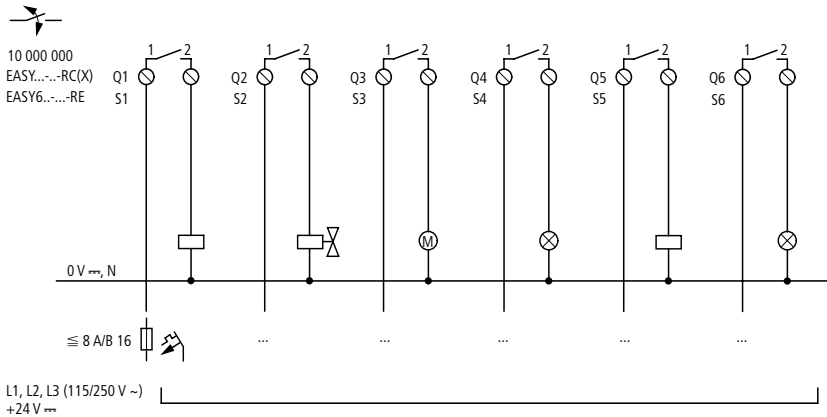 10 000 000
EASY...-..-RC(X)
EASY6..-...-RE
Q1 1 2
S1
Q2 1 2
S2
Q3 1 2
S3
Q4 1 2
S4
Q5 1 2
S5
Q6 1 2
S6
M
0 V ⎓, N
≦ 8 A/B 16
... ... ... ... ...
L1, L2, L3 (115/250 V ~)
+24 V ⎓